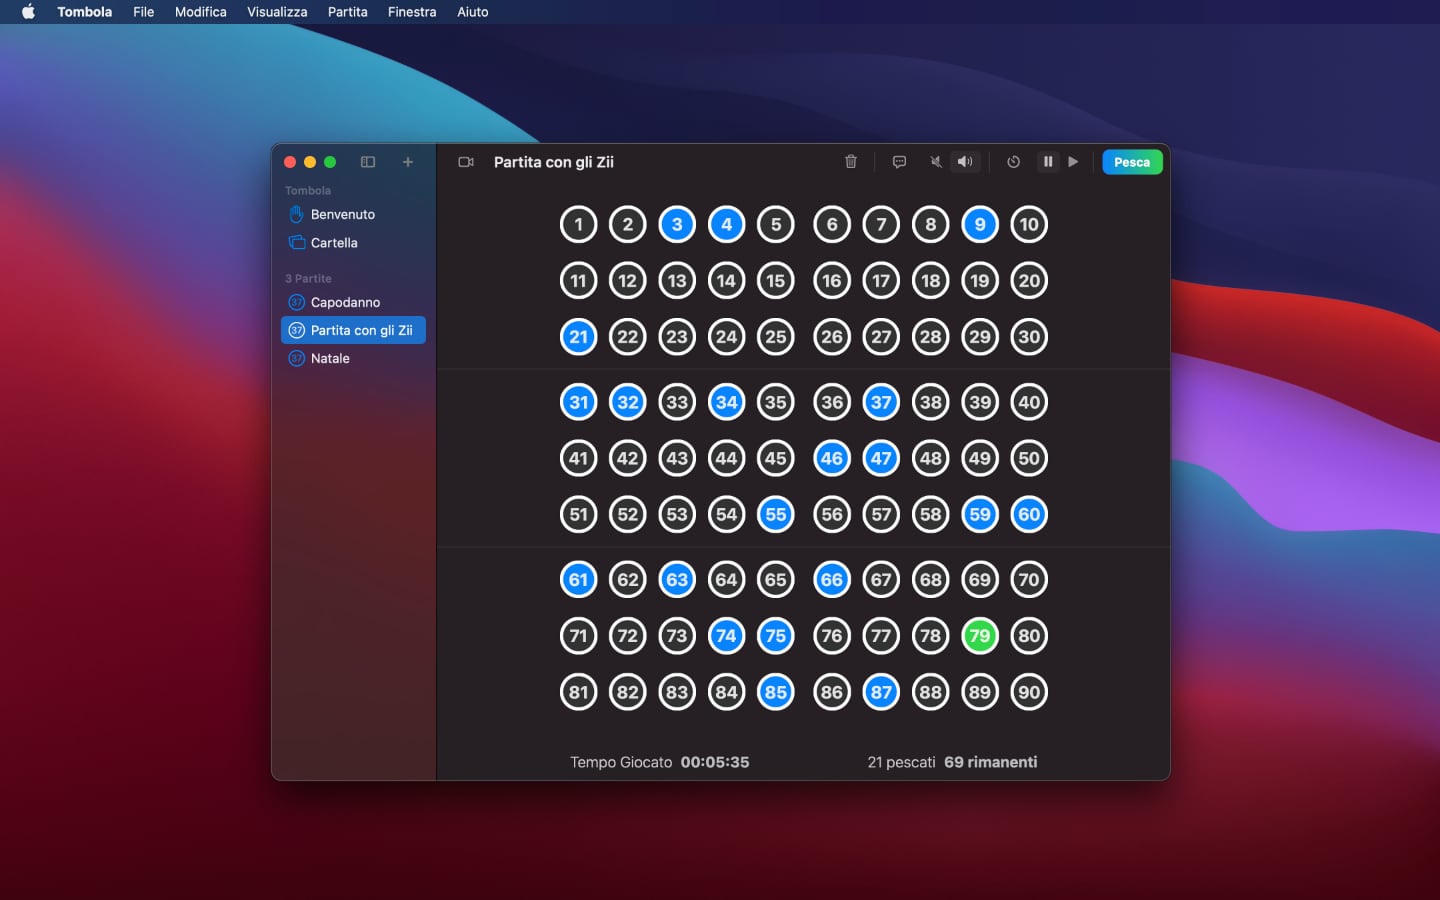 Tombola File Modifica Visualizza Partita Finestra Aiuto
Partita con gli Zii
Pesca
Tombola
Benvenuto
Cartella
3 Partite
37 Capodanno
37 Partita con gli Zii
37 Natale
1 2 3 4 5 6 7 8 9 10
11 12 13 14 15 16 17 18 19 20
21 22 23 24 25 26 27 28 29 30
31 32 33 34 35 36 37 38 39 40
41 42 43 44 45 46 47 48 49 50
51 52 53 54 55 56 57 58 59 60
61 62 63 64 65 66 67 68 69 70
71 72 73 74 75 76 77 78 79 80
81 82 83 84 85 86 87 88 89 90
Tempo Giocato 00:05:35
21 pescati 69 rimanenti